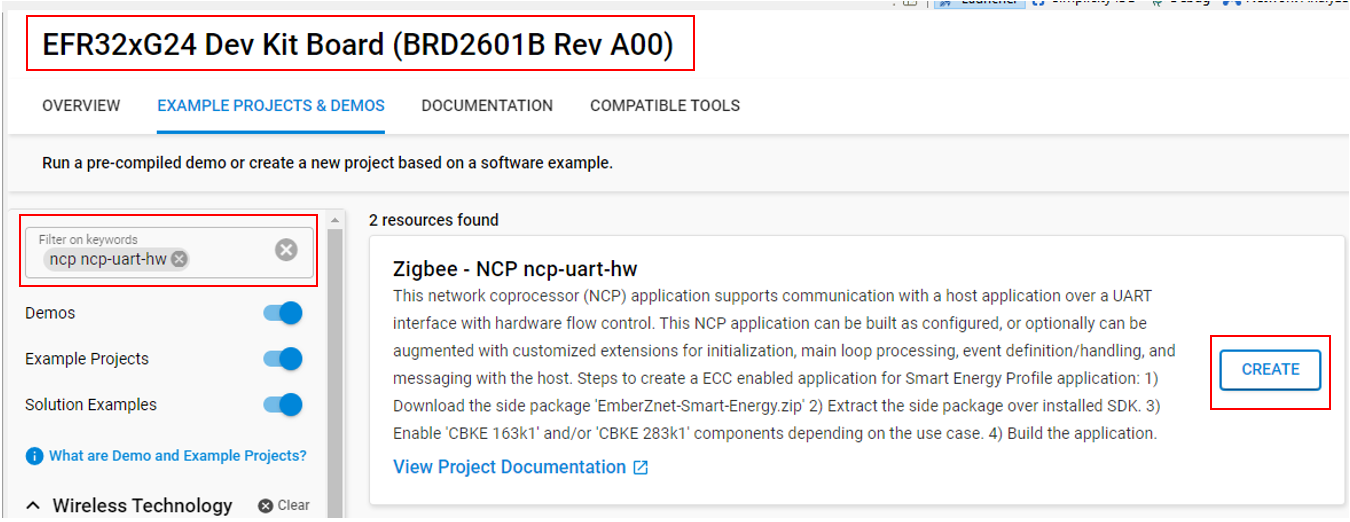 EFR32xG24 Dev Kit Board (BRD2601B Rev A00)
OVERVIEW EXAMPLE PROJECTS & DEMOS DOCUMENTATION COMPATIBLE TOOLS
Run a pre-compiled demo or create a new project based on a software example.
Filter on keywords
ncp ncp-uart-hw
Demos
Example Projects
Solution Examples
What are Demo and Example Projects?
Wireless Technology Clear
2 resources found
Zigbee - NCP ncp-uart-hw
This network coprocessor (NCP) application supports communication with a host application over a UART
interface with hardware flow control. This NCP application can be built as configured, or optionally can be
augmented with customized extensions for initialization, main loop processing, event definition/handling, and
messaging with the host. Steps to create a ECC enabled application for Smart Energy Profile application: 1)
Download the side package 'EmberZnet-Smart-Energy.zip' 2) Extract the side package over installed SDK. 3)
Enable 'CBKE 163k1' and/or 'CBKE 283k1' components depending on the use case. 4) Build the application.
View Project Documentation
CREATE